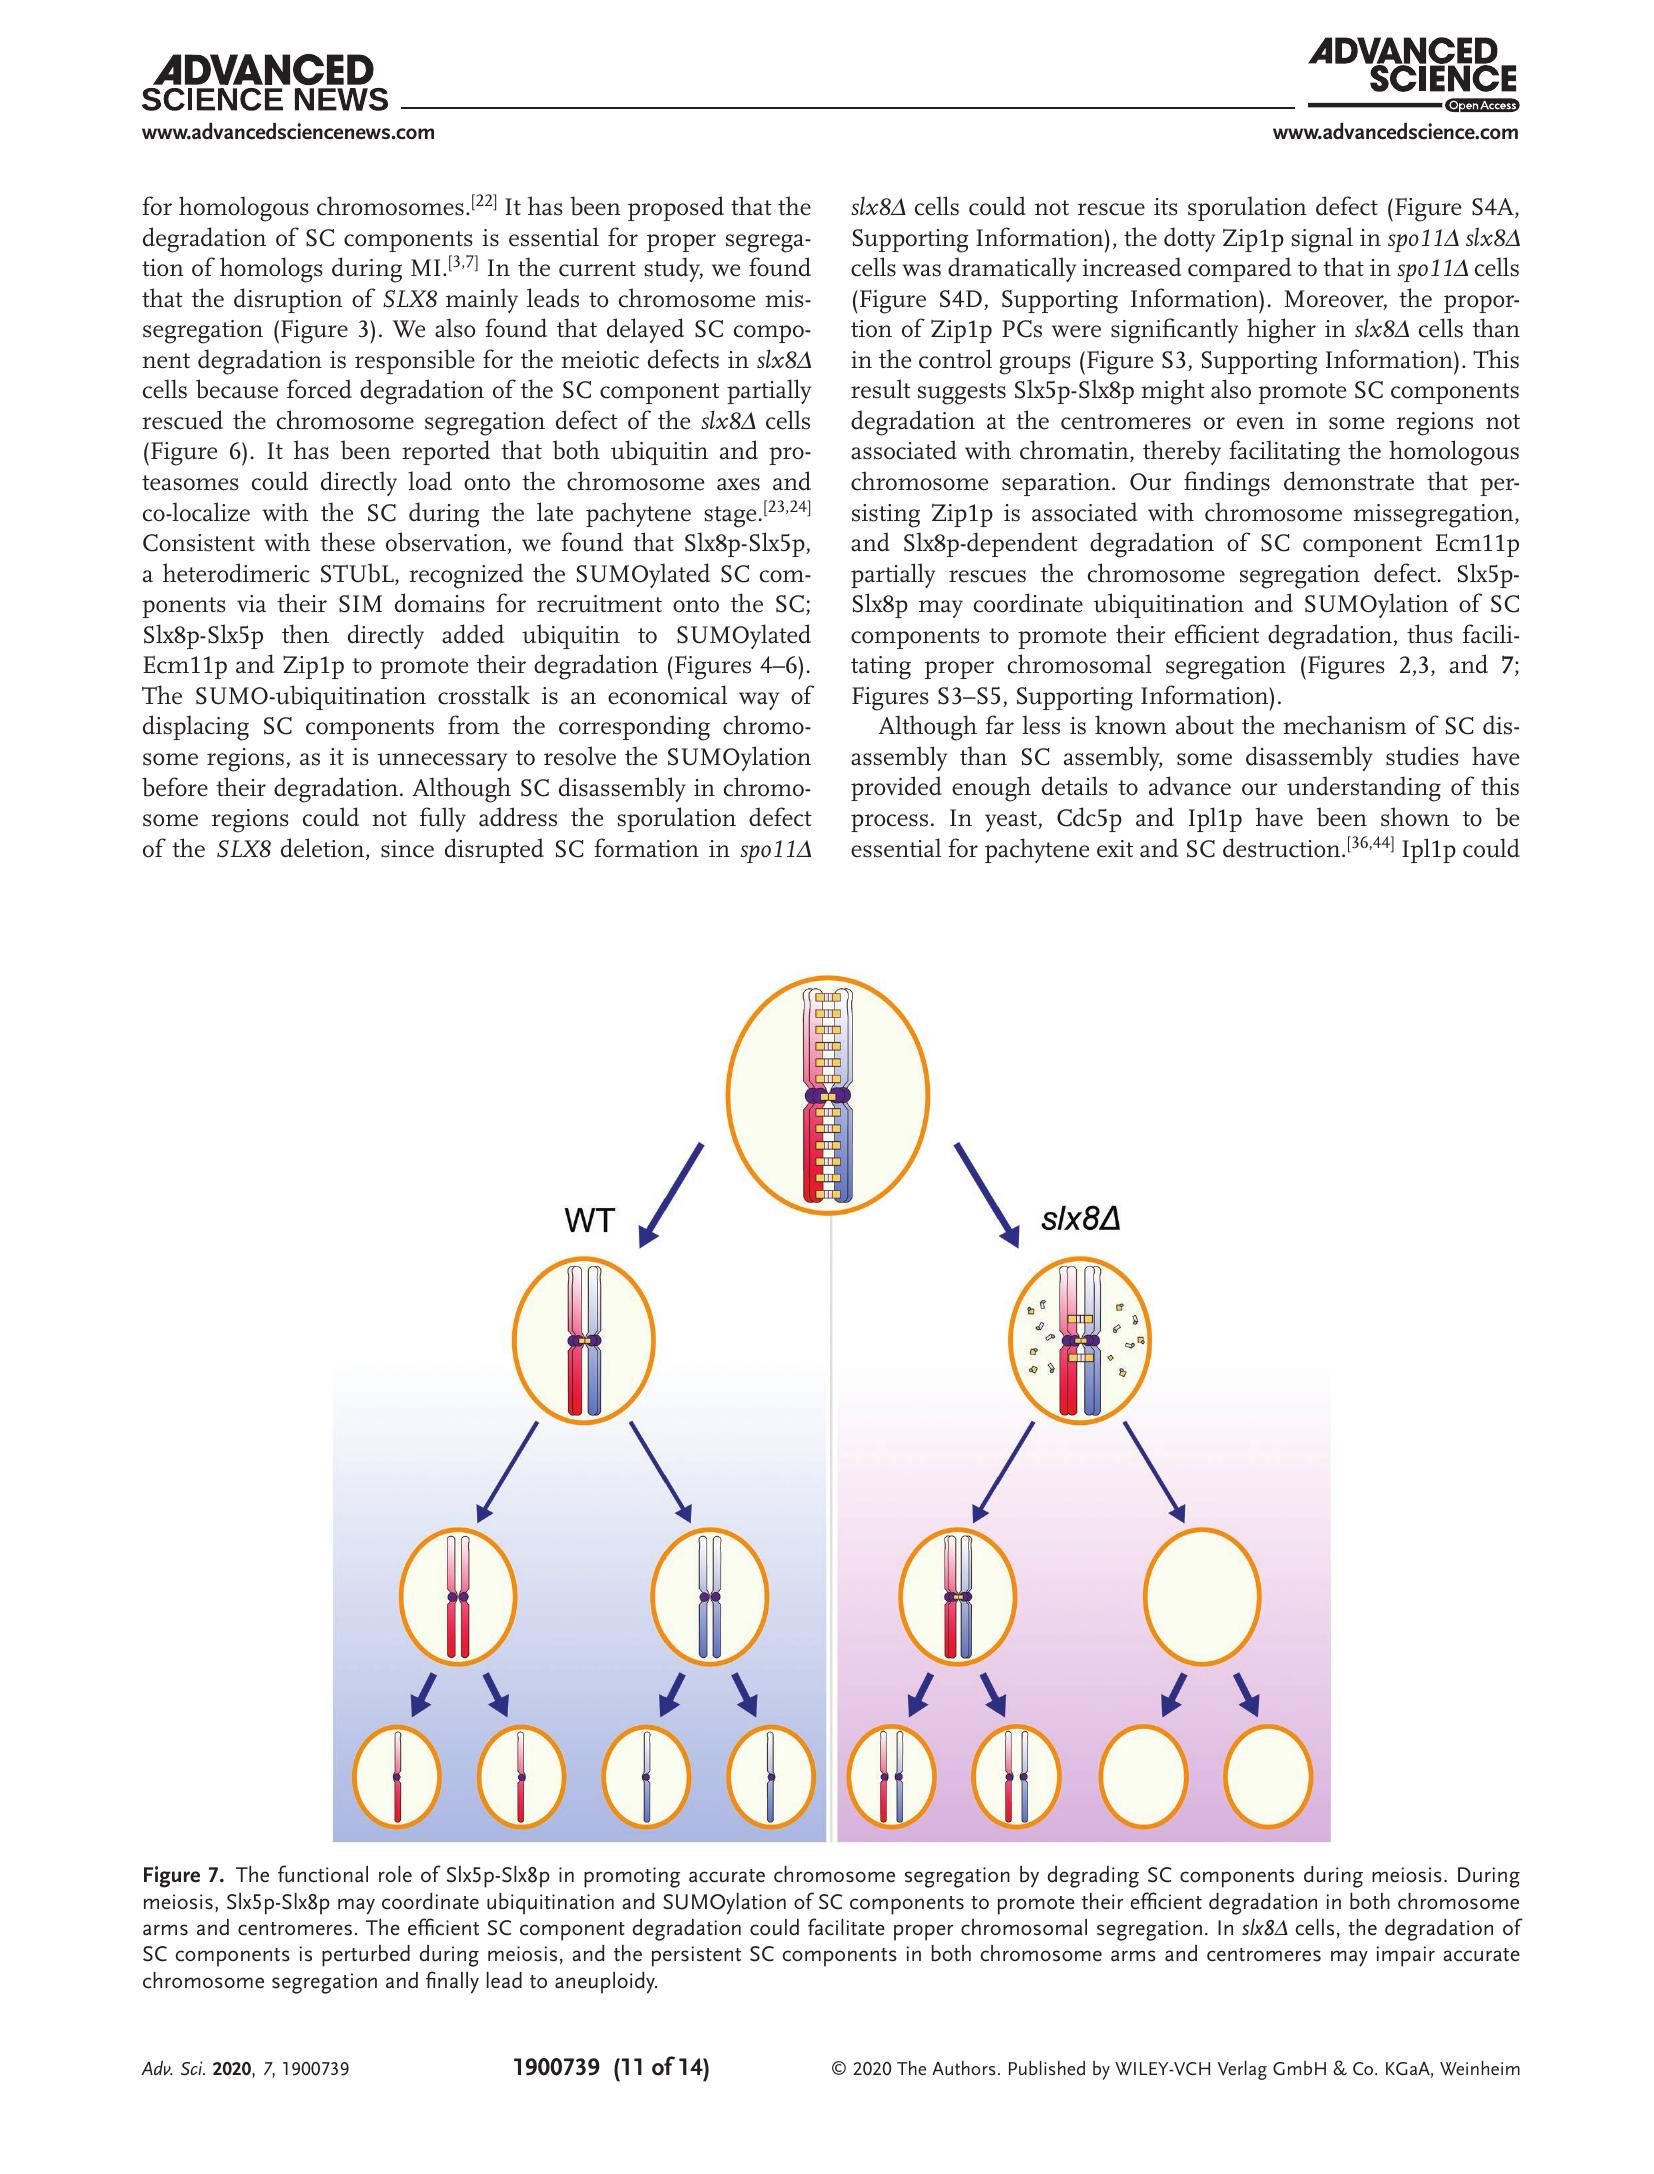 ADVANCED
SCIENCE NEWS
www.advancedsciencenews.com
ADVANCED
SCIENCE
Open Access
www.advancedscience.com
for homologous chromosomes.[22] It has been proposed that the
degradation of SC components is essential for proper segrega-
tion of homologs during MI.[3,7] In the current study, we found
that the disruption of SLX8 mainly leads to chromosome mis-
segregation (Figure 3). We also found that delayed SC compo-
nent degradation is responsible for the meiotic defects in slx8Δ
cells because forced degradation of the SC component partially
rescued the chromosome segregation defect of the slx8Δ cells
(Figure 6). It has been reported that both ubiquitin and pro-
teasomes could directly load onto the chromosome axes and
co-localize with the SC during the late pachytene stage.[23,24]
Consistent with these observation, we found that Slx8p-Slx5p,
a heterodimeric STUbL, recognized the SUMOylated SC com-
ponents via their SIM domains for recruitment onto the SC;
Slx8p-Slx5p then directly added ubiquitin to SUMOylated
Ecm11p and Zip1p to promote their degradation (Figures 4–6).
The SUMO-ubiquitination crosstalk is an economical way of
displacing SC components from the corresponding chromo-
some regions, as it is unnecessary to resolve the SUMOylation
before their degradation. Although SC disassembly in chromo-
some regions could not fully address the sporulation defect
of the SLX8 deletion, since disrupted SC formation in spo11Δ
slx8Δ cells could not rescue its sporulation defect (Figure S4A,
Supporting Information), the dotty Zip1p signal in spo11Δ slx8Δ
cells was dramatically increased compared to that in spo11Δ cells
(Figure S4D, Supporting Information). Moreover, the propor-
tion of Zip1p PCs were significantly higher in slx8Δ cells than
in the control groups (Figure S3, Supporting Information). This
result suggests Slx5p-Slx8p might also promote SC components
degradation at the centromeres or even in some regions not
associated with chromatin, thereby facilitating the homologous
chromosome separation. Our findings demonstrate that per-
sisting Zip1p is associated with chromosome missegregation,
and Slx8p-dependent degradation of SC component Ecm11p
partially rescues the chromosome segregation defect. Slx5p-
Slx8p may coordinate ubiquitination and SUMOylation of SC
components to promote their efficient degradation, thus facili-
tating proper chromosomal segregation (Figures 2,3, and 7;
Figures S3–S5, Supporting Information).
Although far less is known about the mechanism of SC dis-
assembly than SC assembly, some disassembly studies have
provided enough details to advance our understanding of this
process. In yeast, Cdc5p and Ipl1p have been shown to be
essential for pachytene exit and SC destruction.[36,44] Ipl1p could
WT
slx8Δ
Figure 7. The functional role of Slx5p-Slx8p in promoting accurate chromosome segregation by degrading SC components during meiosis. During
meiosis, Slx5p-Slx8p may coordinate ubiquitination and SUMOylation of SC components to promote their efficient degradation in both chromosome
arms and centromeres. The efficient SC component degradation could facilitate proper chromosomal segregation. In slx8Δ cells, the degradation of
SC components is perturbed during meiosis, and the persistent SC components in both chromosome arms and centromeres may impair accurate
chromosome segregation and finally lead to aneuploidy.
Adv. Sci. 2020, 7, 1900739
1900739 (11 of 14)
© 2020 The Authors. Published by WILEY-VCH Verlag GmbH & Co. KGaA, Weinheim